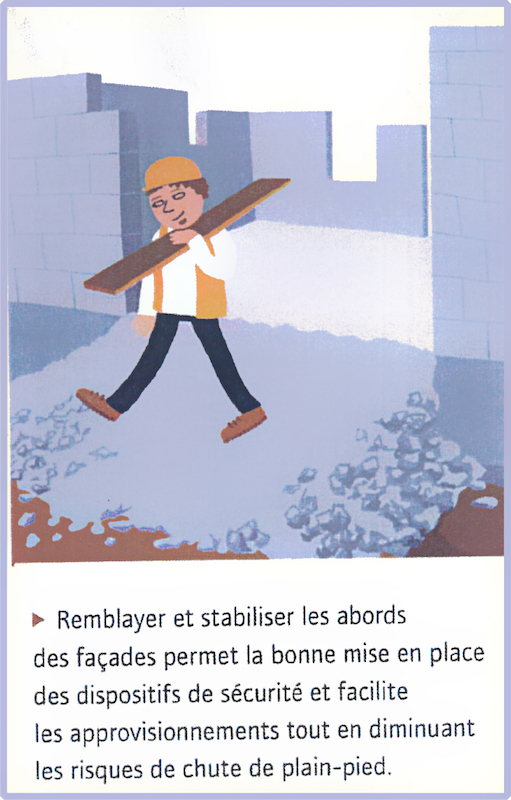 ▶ Remblayer et stabiliser les abords
des façades permet la bonne mise en place
des dispositifs de sécurité et facilite
les approvisionnements tout en diminuant
les risques de chute de plain-pied.